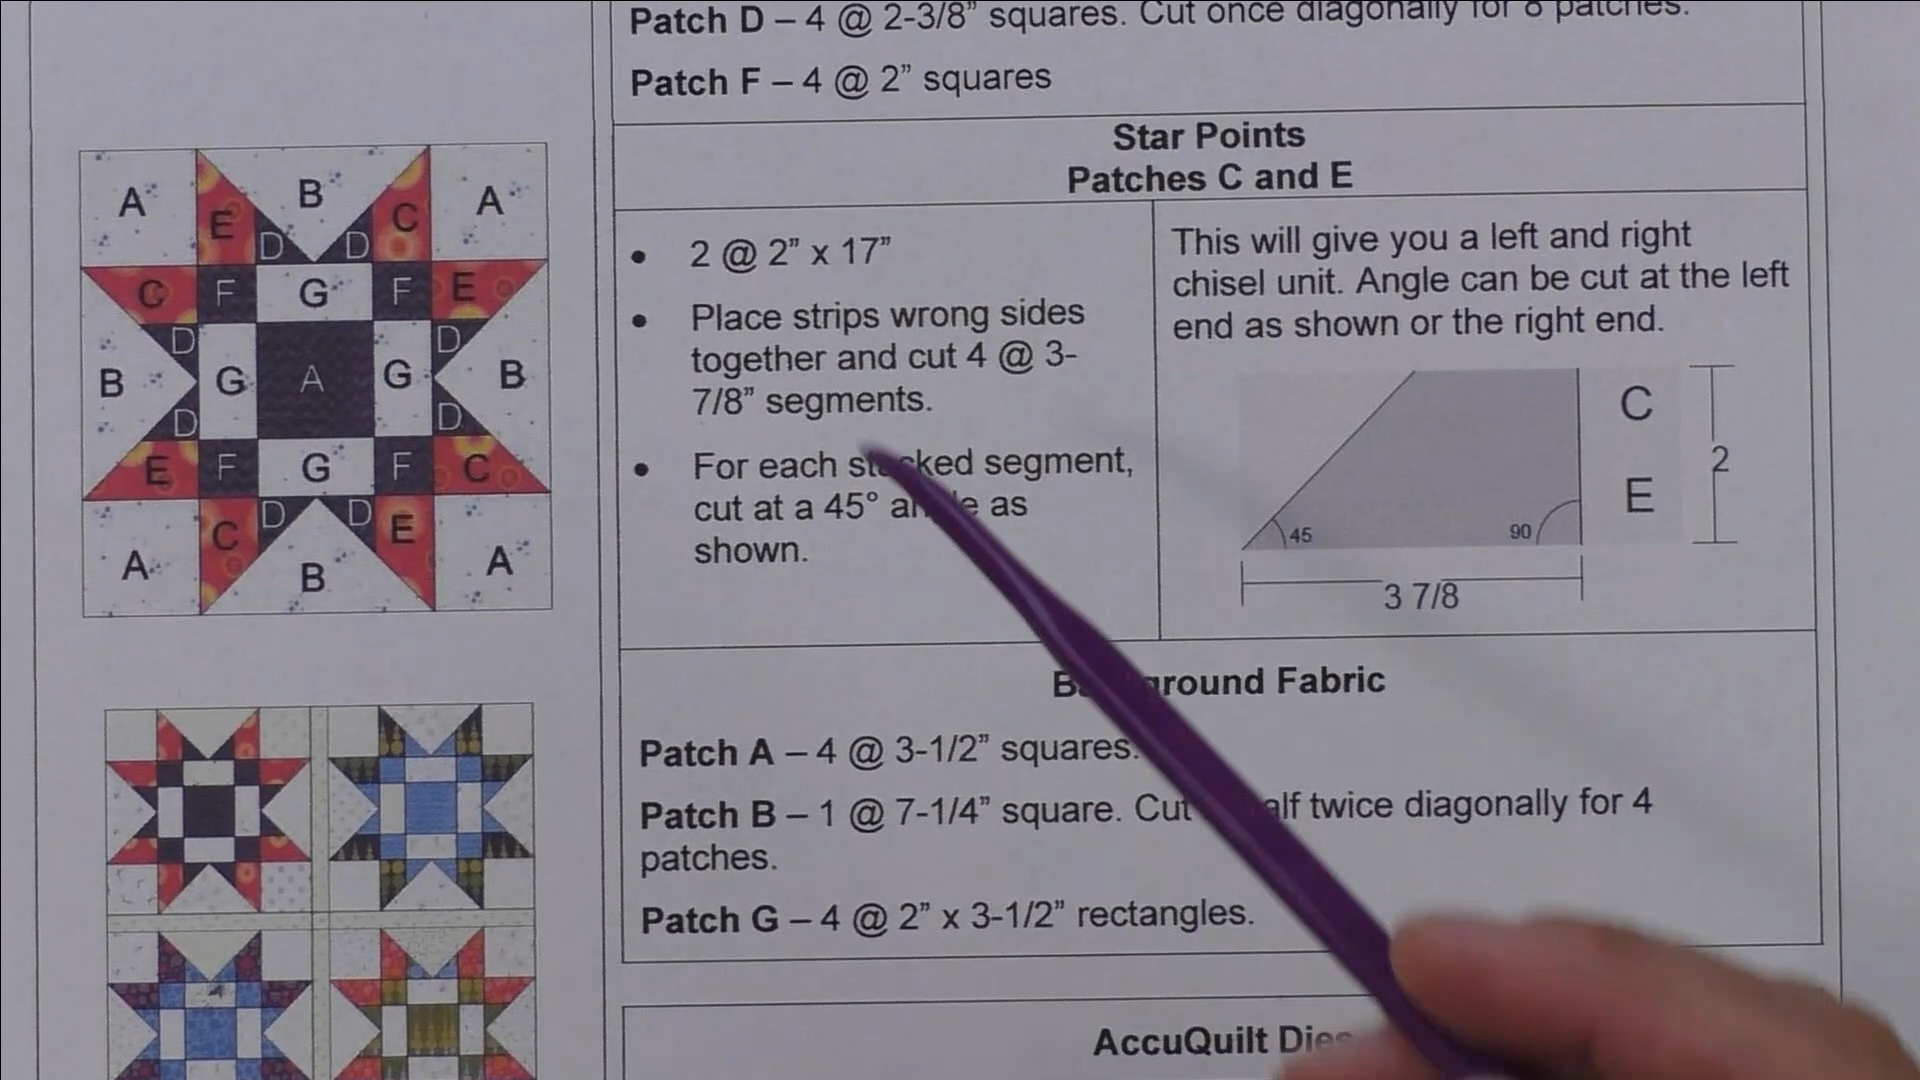 Patch D – 4 @ 2-3/8” squares. Cut once diagonally for 8 patches.
Patch F – 4 @ 2” squares
Star Points
Patches C and E
• 2 @ 2” x 17”
• Place strips wrong sides
together and cut 4 @ 3-
7/8” segments.
• For each stacked segment,
cut at a 45° angle as
shown.
This will give you a left and right
chisel unit. Angle can be cut at the left
end as shown or the right end.
C
E
2
45
90
3 7/8
Background Fabric
Patch A – 4 @ 3-1/2” squares.
Patch B – 1 @ 7-1/4” square. Cut half twice diagonally for 4
patches.
Patch G – 4 @ 2” x 3-1/2” rectangles.
AccuQuilt Dies
A E B C A
D D
C F G F E
D D
B G A G B
D D
E F G F C
D D
A C B E A